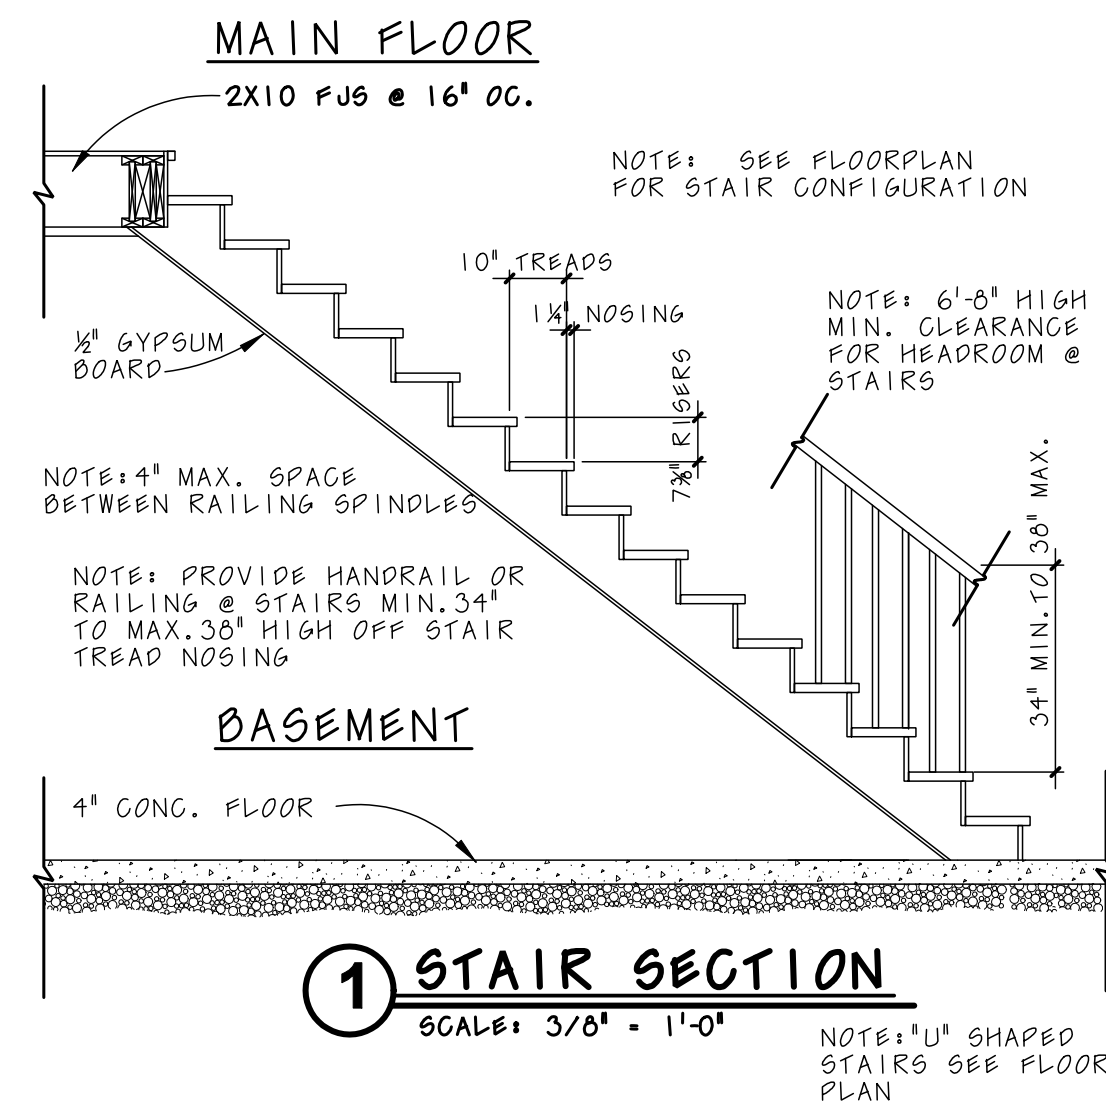 MAIN FLOOR
2X10 FJS @ 16" OC.
NOTE: SEE FLOORPLAN
FOR STAIR CONFIGURATION
10" TREADS
1¼" NOSING
7⅜" RISERS
NOTE: 6'-8" HIGH
MIN. CLEARANCE
FOR HEADROOM @
STAIRS
½" GYPSUM
BOARD
NOTE:4" MAX. SPACE
BETWEEN RAILING SPINDLES
34" MIN.TO 38" MAX.
NOTE: PROVIDE HANDRAIL OR
RAILING @ STAIRS MIN.34"
TO MAX.38" HIGH OFF STAIR
TREAD NOSING
BASEMENT
4" CONC. FLOOR
1 STAIR SECTION
SCALE: 3/8" = 1'-0"
NOTE:"U" SHAPED
STAIRS SEE FLOOR
PLAN